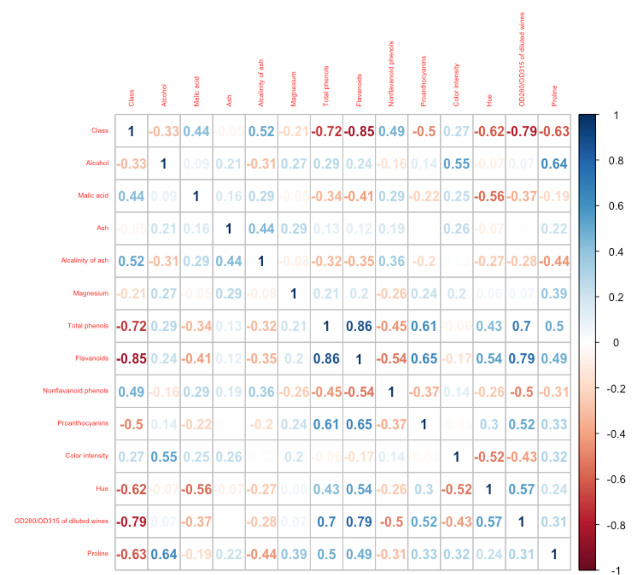 Class Alcohol Malic acid Ash Alcalinity of ash Magnesium Total phenols Flavanoids Nonflavanoid phenols Proanthocyanins Color intensity Hue OD280/OD315 of diluted wines Proline
Class 1 -0.33 0.44 -0.05 0.52 -0.21 -0.72 -0.85 0.49 -0.5 0.27 -0.62 -0.79 -0.63
Alcohol -0.33 1 0.09 0.21 -0.31 0.27 0.29 0.24 -0.16 0.14 0.55 -0.07 0.07 0.64
Malic acid 0.44 0.09 1 0.16 0.29 -0.05 -0.34 -0.41 0.29 -0.22 0.25 -0.56 -0.37 -0.19
Ash -0.05 0.21 0.16 1 0.44 0.29 0.13 0.12 0.19 0.26 -0.07 0.22
Alcalinity of ash 0.52 -0.31 0.29 0.44 1 -0.08 -0.32 -0.35 0.36 -0.2 -0.27 -0.28 -0.44
Magnesium -0.21 0.27 -0.05 0.29 -0.08 1 0.21 0.2 -0.26 0.24 0.2 0.06 0.07 0.39
Total phenols -0.72 0.29 -0.34 0.13 -0.32 0.21 1 0.86 -0.45 0.61 -0.06 0.43 0.7 0.5
Flavanoids -0.85 0.24 -0.41 0.12 -0.35 0.2 0.86 1 -0.54 0.65 -0.17 0.54 0.79 0.49
Nonflavanoid phenols 0.49 -0.16 0.29 0.19 0.36 -0.26 -0.45 -0.54 1 -0.37 0.14 -0.26 -0.5 -0.31
Proanthocyanins -0.5 0.14 -0.22 -0.2 0.24 0.61 0.65 -0.37 1 0.3 0.52 0.33
Color intensity 0.27 0.55 0.25 0.26 0.2 -0.06 -0.17 0.14 1 -0.52 -0.43 0.32
Hue -0.62 -0.07 -0.56 -0.07 -0.27 0.06 0.43 0.54 -0.26 0.3 -0.52 1 0.57 0.24
OD280/OD315 of diluted wines -0.79 0.07 -0.37 -0.28 0.07 0.7 0.79 -0.5 0.52 -0.43 0.57 1 0.31
Proline -0.63 0.64 -0.19 0.22 -0.44 0.39 0.5 0.49 -0.31 0.33 0.32 0.24 0.31 1
1
0.8
0.6
0.4
0.2
0
-0.2
-0.4
-0.6
-0.8
-1